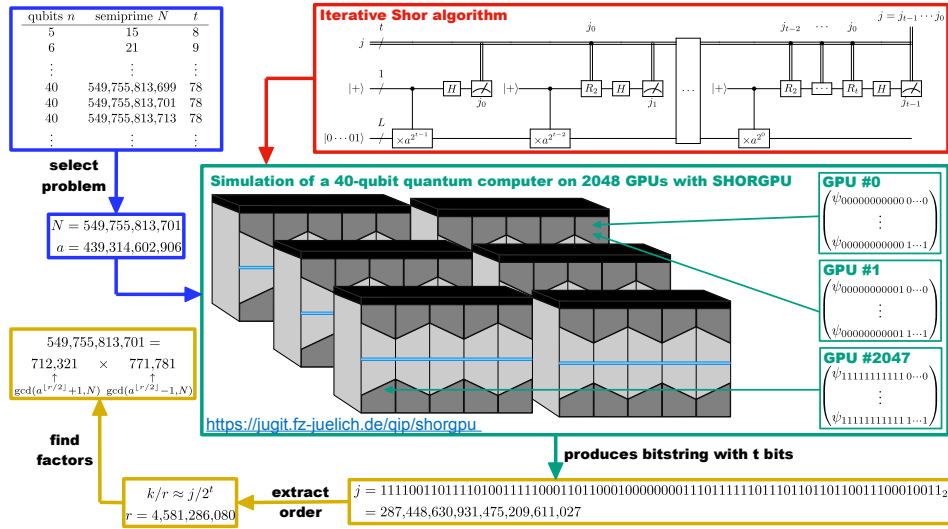 qubits n semiprime N t
5 15 8
6 21 9
⋮ ⋮ ⋮
40 549,755,813,699 78
40 549,755,813,701 78
40 549,755,813,713 78
⋮ ⋮ ⋮
Iterative Shor algorithm
t j_0 j_{t−2} ⋯ j_0 j = j_{t−1} ⋯ j_0
j
1
|+⟩ H j_0 |+⟩ R_2 H j_1 ⋯ |+⟩ R_2 ⋯ R_t H j_{t−1}
L
|0⋯01⟩ ×a^{2^{t−1}} ×a^{2^{t−2}} ×a^{2^0}
select
problem
N = 549,755,813,701
a = 439,314,602,906
Simulation of a 40-qubit quantum computer on 2048 GPUs with SHORGPU
GPU #0
ψ_{00000000000 0⋯0}
⋮
ψ_{00000000000 1⋯1}
GPU #1
ψ_{00000000001 0⋯0}
⋮
ψ_{00000000001 1⋯1}
GPU #2047
ψ_{11111111111 0⋯0}
⋮
ψ_{11111111111 1⋯1}
https://jugit.fz-juelich.de/qip/shorgpu
549,755,813,701 =
712,321 × 771,781
↑ ↑
gcd(a^{⌊r/2⌋}+1,N) gcd(a^{⌊r/2⌋}−1,N)
find
factors
produces bitstring with t bits
k/r ≈ j/2^t
r = 4,581,286,080
extract
order
j =
= 287,448,630,931,475,209,611,027